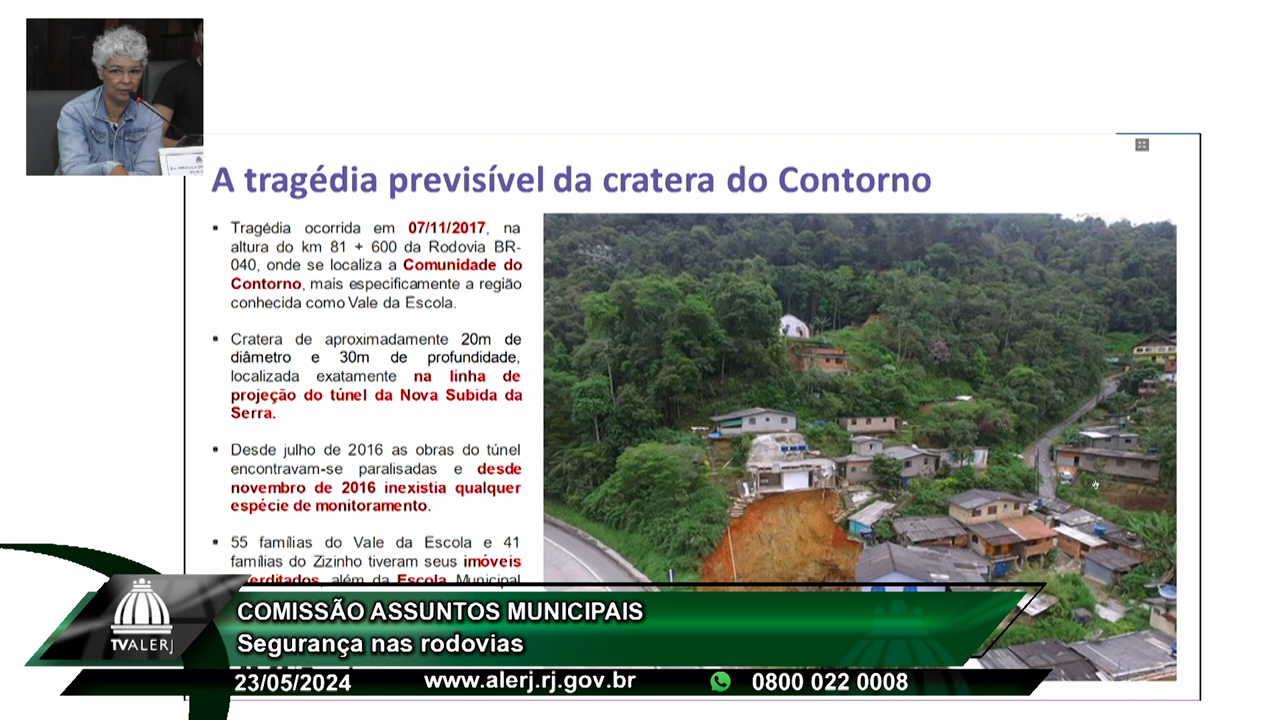 A tragédia previsível da cratera do Contorno
▪ Tragédia ocorrida em 07/11/2017, na
altura do km 81 + 600 da Rodovia BR-
040, onde se localiza a Comunidade do
Contorno, mais especificamente a região
conhecida como Vale da Escola.
▪ Cratera de aproximadamente 20m de
diâmetro e 30m de profundidade,
localizada exatamente na linha de
projeção do túnel da Nova Subida da
Serra.
▪ Desde julho de 2016 as obras do túnel
encontravam-se paralisadas e desde
novembro de 2016 inexistia qualquer
espécie de monitoramento.
▪ 55 famílias do Vale da Escola e 41
famílias do Zizinho tiveram seus imóveis
além da Escola Municipal
TVALERJ
COMISSÃO ASSUNTOS MUNICIPAIS
Segurança nas rodovias
23/05/2024 www.alerj.rj.gov.br 0800 022 0008